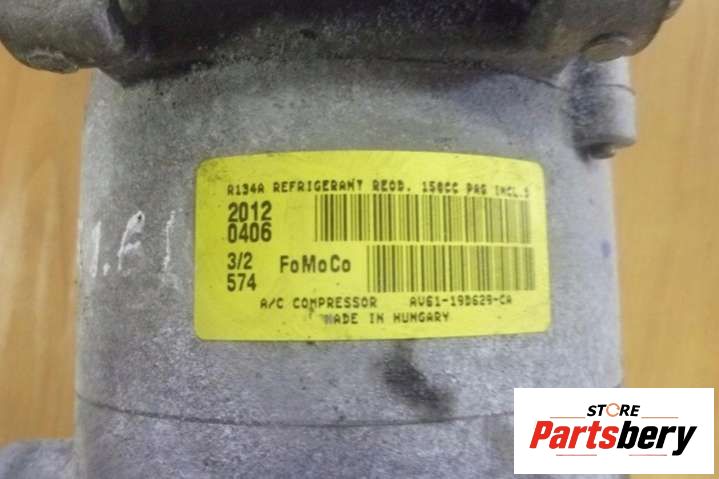 R134A REFRIGERANT REQD. 150CC PAG INCL.
2012
0406
3/2
574
FoMoCo
A/C COMPRESSOR AV61-19D629-CA
MADE IN HUNGARY
STORE
Partsbery